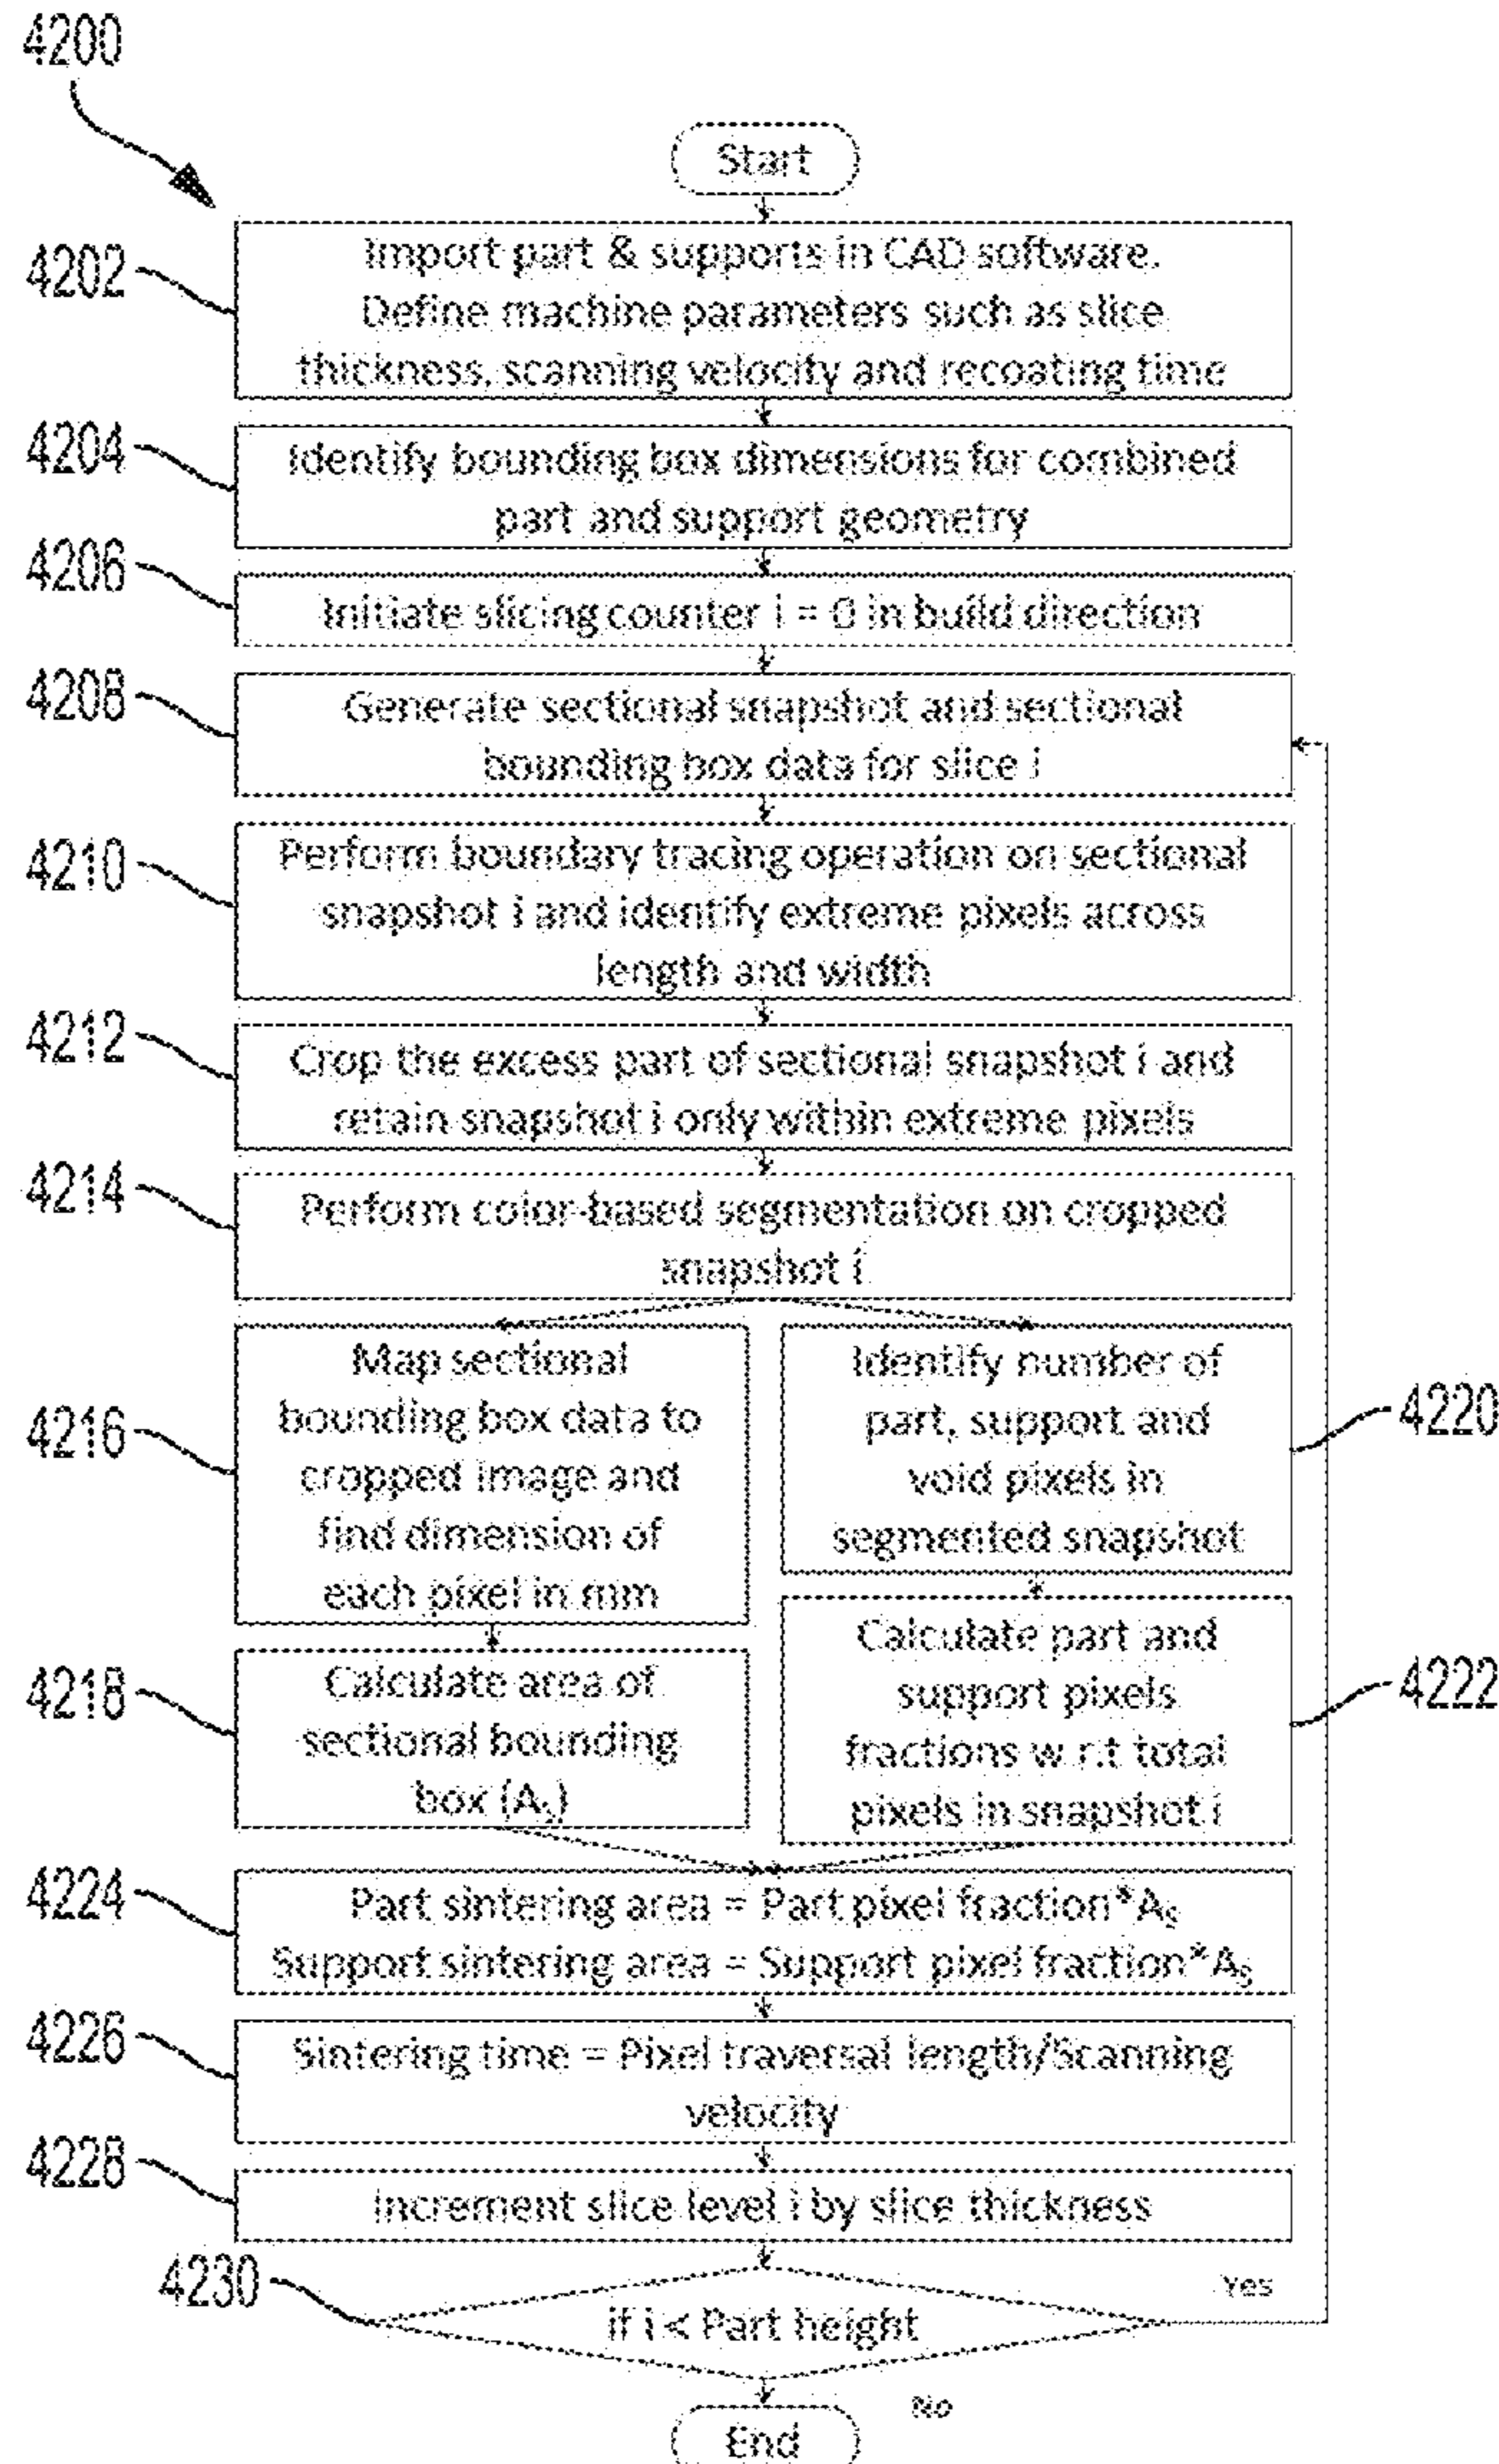 4200
Start
4202
Import part & supports in CAD software.
Define machine parameters such as slice
thickness, scanning velocity and recoating time
4204
Identify bounding box dimensions for combined
part and support geometry
4206
Initiate slicing counter i = 0 in build direction
4208
Generate sectional snapshot and sectional
bounding box data for slice i
4210
Perform boundary tracing operation on sectional
snapshot i and identify extreme pixels across
length and width
4212
Crop the excess part of sectional snapshot i and
retain snapshot i only within extreme pixels
4214
Perform color-based segmentation on cropped
snapshot i
4216
Map sectional
bounding box data to
cropped image and
find dimension of
each pixel in mm
4218
Calculate area of
sectional bounding
box (As)
Identify number of
part, support and
void pixels in
segmented snapshot
4220
Calculate part and
support pixels
fractions w.r.t total
pixels in snapshot i
4222
4224
Part sintering area = Part pixel fraction*As
Support sintering area = Support pixel fraction*As
4226
Sintering time = Pixel traversal length/Scanning
velocity
4228
Increment slice level i by slice thickness
4230
if i < Part height
Yes
No
End